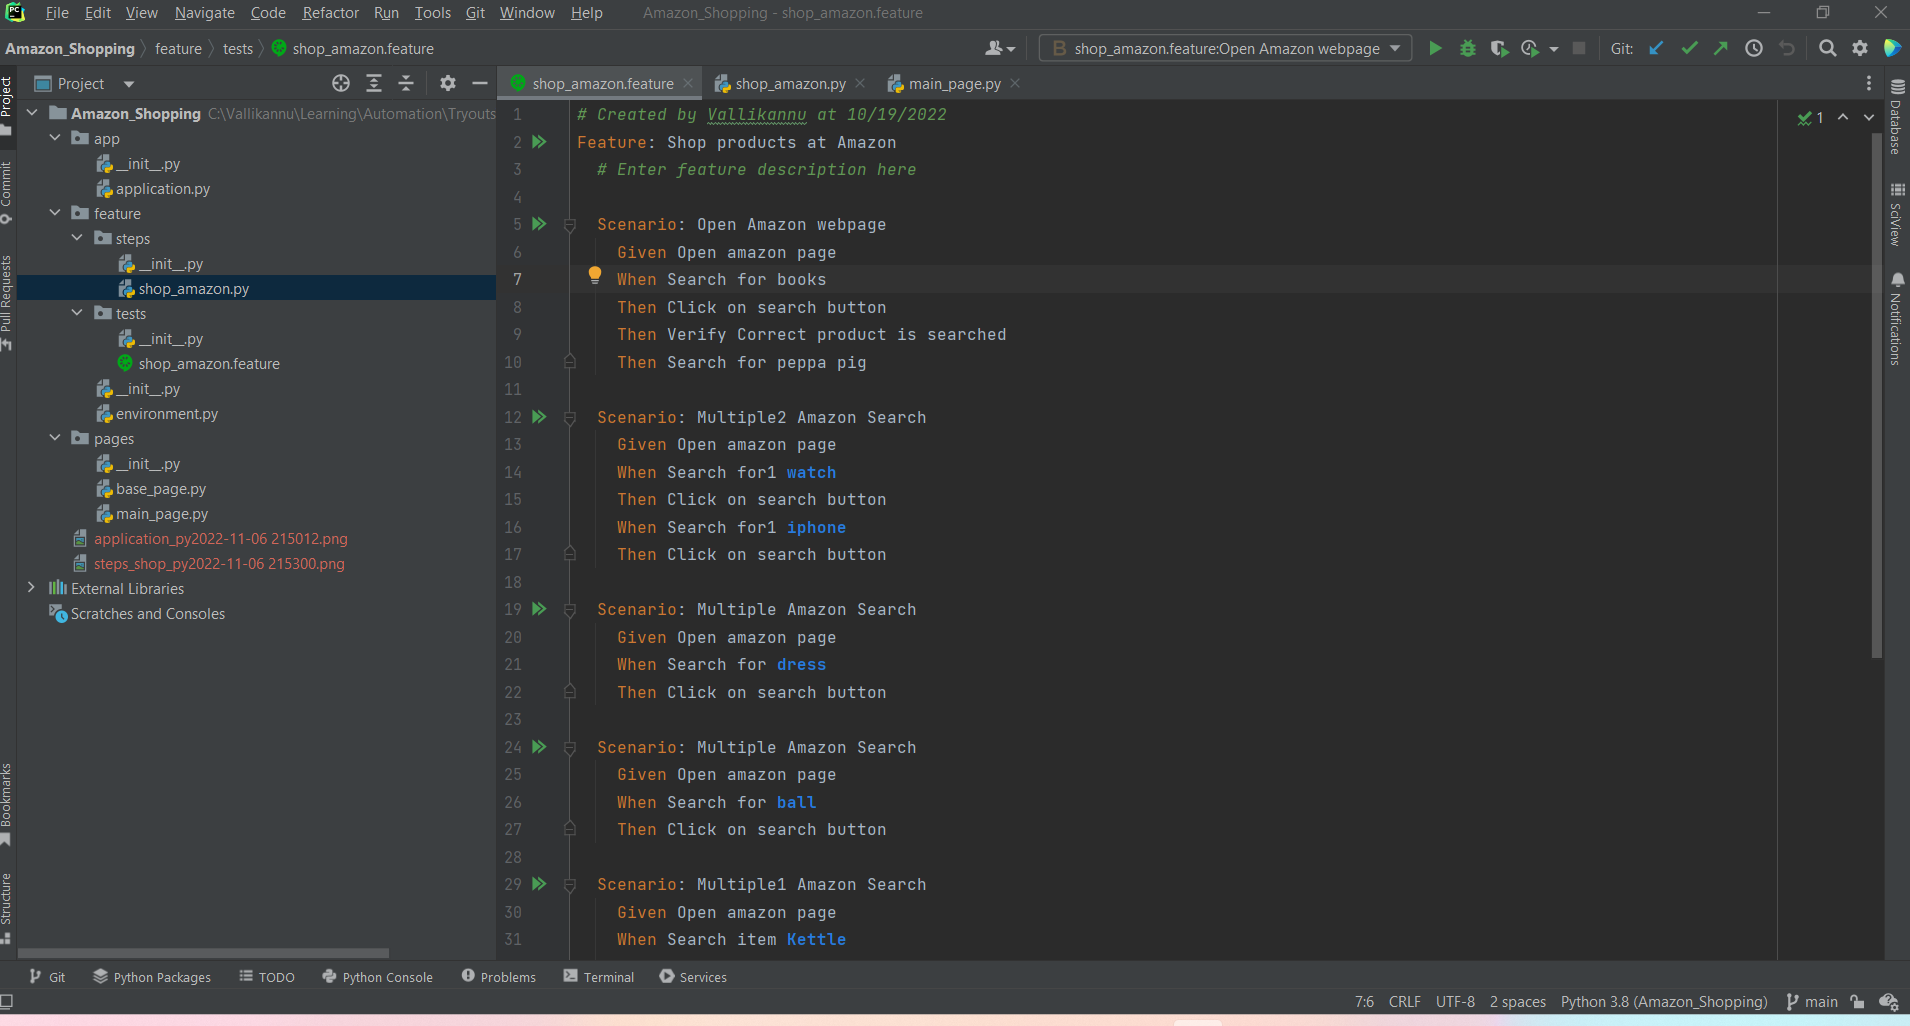 PC File Edit View Navigate Code Refactor Run Tools Git Window Help Amazon_Shopping - shop_amazon.feature
Amazon_Shopping feature tests shop_amazon.feature B shop_amazon.feature:Open Amazon webpage Git:
Project
shop_amazon.feature shop_amazon.py main_page.py
Project
Commit
Pull Requests
Bookmarks
Structure
Amazon_Shopping C:\Vallikannu\Learning\Automation\Tryouts
app
__init__.py
application.py
feature
steps
__init__.py
shop_amazon.py
tests
__init__.py
shop_amazon.feature
__init__.py
environment.py
pages
__init__.py
base_page.py
main_page.py
application_py2022-11-06 215012.png
steps_shop_py2022-11-06 215300.png
External Libraries
Scratches and Consoles
1 # Created by Vallikannu at 10/19/2022
2 Feature: Shop products at Amazon
3 # Enter feature description here
4
5 Scenario: Open Amazon webpage
6 Given Open amazon page
7 When Search for books
8 Then Click on search button
9 Then Verify Correct product is searched
10 Then Search for peppa pig
11
12 Scenario: Multiple2 Amazon Search
13 Given Open amazon page
14 When Search for1 watch
15 Then Click on search button
16 When Search for1 iphone
17 Then Click on search button
18
19 Scenario: Multiple Amazon Search
20 Given Open amazon page
21 When Search for dress
22 Then Click on search button
23
24 Scenario: Multiple Amazon Search
25 Given Open amazon page
26 When Search for ball
27 Then Click on search button
28
29 Scenario: Multiple1 Amazon Search
30 Given Open amazon page
31 When Search item Kettle
1
Database
SciView
Notifications
Git Python Packages TODO Python Console Problems Terminal Services
7:6 CRLF UTF-8 2 spaces Python 3.8 (Amazon_Shopping) main